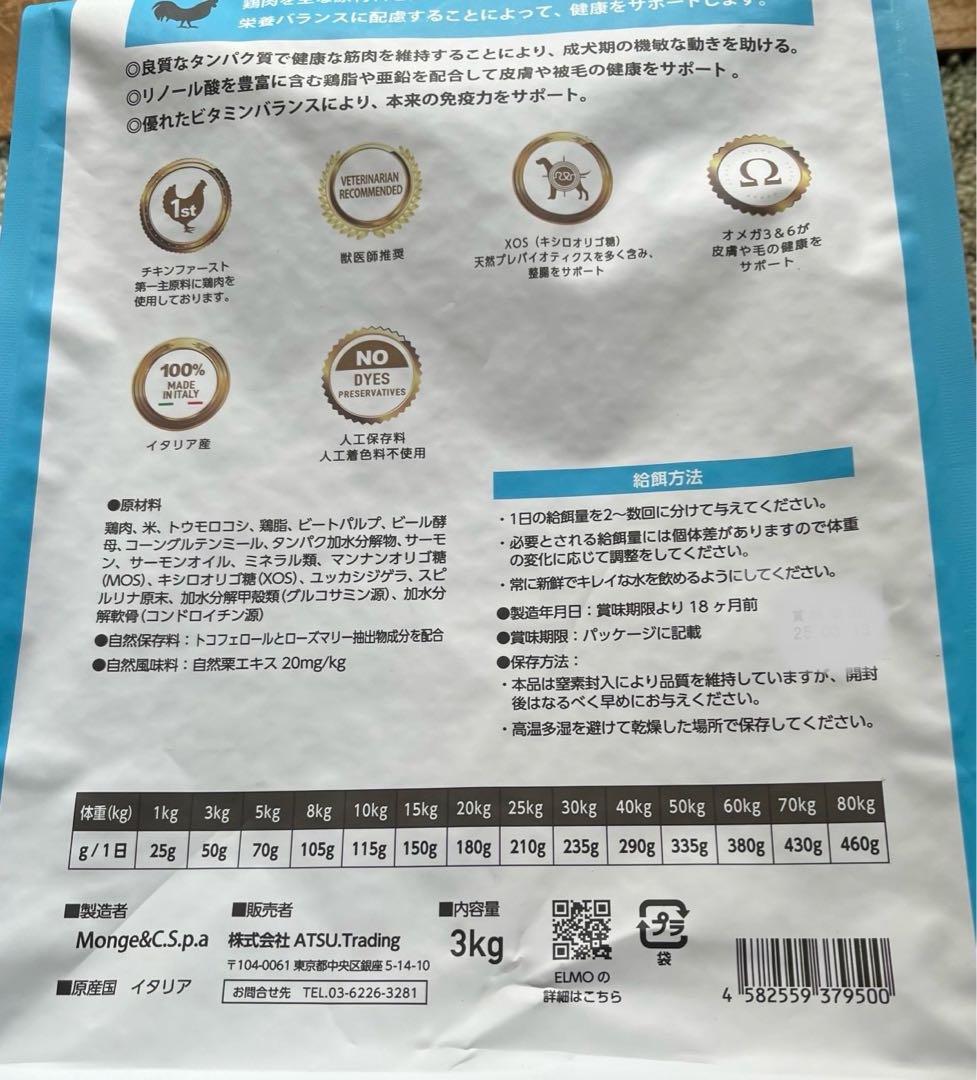 栄養バランスに配慮することによって、健康をサポートします。
◎良質なタンパク質で健康な筋肉を維持することにより、成犬期の機敏な動きを助ける。
◎リノール酸を豊富に含む鶏脂や亜鉛を配合して皮膚や被毛の健康をサポート。
◎優れたビタミンバランスにより、本来の免疫力をサポート。
1st
チキンファースト
第一主原料に鶏肉を
使用しております。
VETERINARIAN
RECOMMENDED
獣医師推奨
XOS（キシロオリゴ糖）
天然プレバイオティクスを多く含み、
整腸をサポート
Ω
オメガ3＆6が
皮膚や毛の健康を
サポート
100%
MADE
IN ITALY
イタリア産
NO
DYES
PRESERVATIVES
人工保存料
人工着色料不使用
●原材料
鶏肉、米、トウモロコシ、鶏脂、ビートパルプ、ビール酵
母、コーングルテンミール、タンパク加水分解物、サーモ
ン、サーモンオイル、ミネラル類、マンナンオリゴ糖
(MOS)、キシロオリゴ糖(XOS)、ユッカシジゲラ、スピ
ルリナ原末、加水分解甲殻類(グルコサミン源)、加水分
解軟骨(コンドロイチン源)
●自然保存料：トコフェロールとローズマリー抽出物成分を配合
●自然風味料：自然栗エキス 20mg/kg
給餌方法
・1日の給餌量を2～数回に分けて与えてください。
・必要とされる給餌量には個体差がありますので体重
の変化に応じて調整をしてください。
・常に新鮮でキレイな水を飲めるようにしてください。
●製造年月日：賞味期限より 18 ヶ月前
●賞味期限：パッケージに記載
●保存方法：
・本品は窒素封入により品質を維持していますが、開封
後はなるべく早めにお与えください。
・高温多湿を避けて乾燥した場所で保存してください。
体重(kg) 1kg 3kg 5kg 8kg 10kg 15kg 20kg 25kg 30kg 40kg 50kg 60kg 70kg 80kg
g/1日 25g 50g 70g 105g 115g 150g 180g 210g 235g 290g 335g 380g 430g 460g
■製造者
Monge&C.S.p.a
■原産国 イタリア
■販売者
株式会社 ATSU.Trading
〒104-0061 東京都中央区銀座 5-14-10
お問合せ先 TEL.03-6226-3281
■内容量
3kg
ELMO の
詳細はこちら
プラ
袋
4 582559 379500